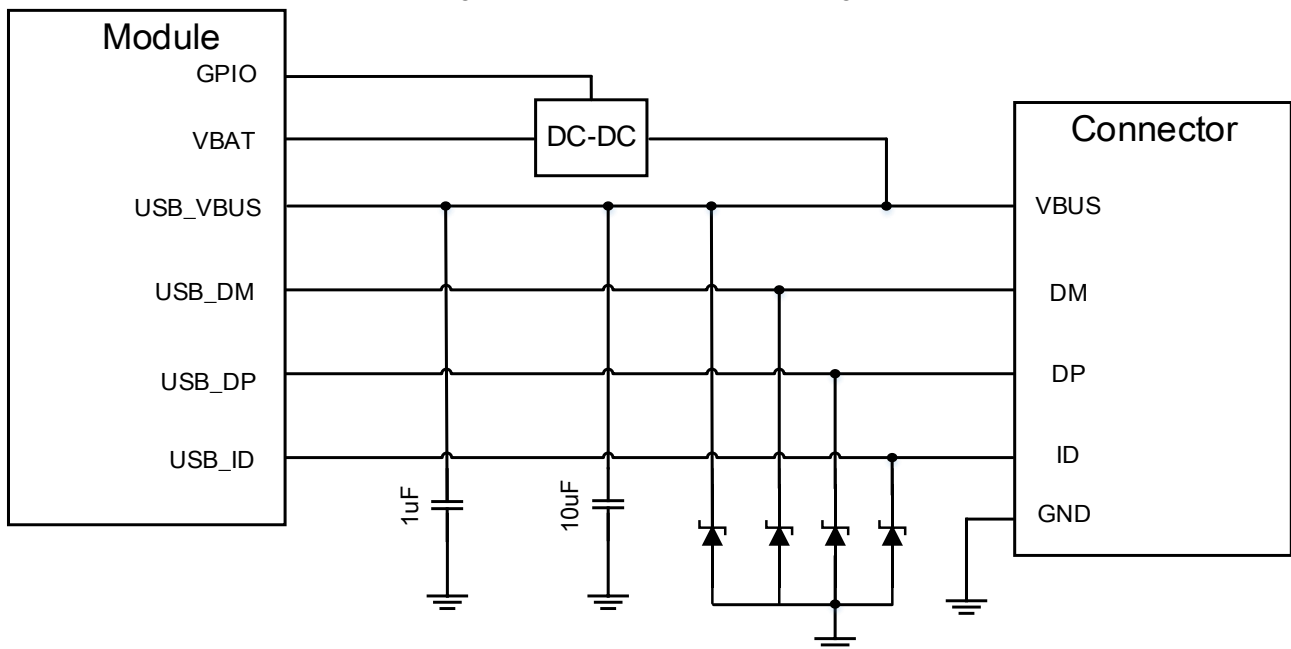 Module
GPIO
VBAT
USB_VBUS
USB_DM
USB_DP
USB_ID
DC-DC
1uF
10uF
Connector
VBUS
DM
DP
ID
GND